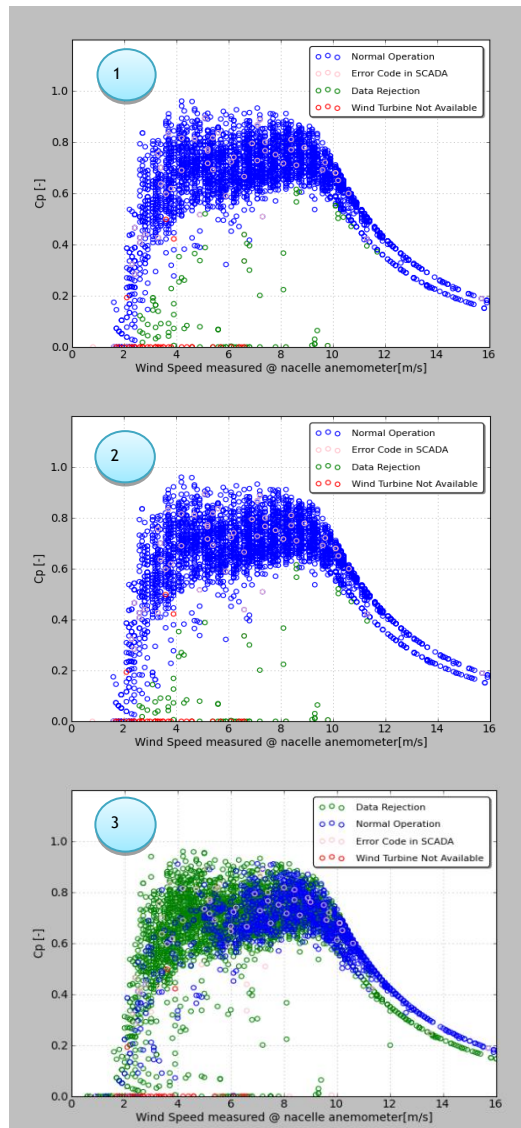 1
Normal Operation
Error Code in SCADA
Data Rejection
Wind Turbine Not Available
Cp [-]
1.0
0.8
0.6
0.4
0.2
0.0
0 2 4 6 8 10 12 14 16
Wind Speed measured @ nacelle anemometer[m/s]
2
Normal Operation
Error Code in SCADA
Data Rejection
Wind Turbine Not Available
Cp [-]
1.0
0.8
0.6
0.4
0.2
0.0
0 2 4 6 8 10 12 14 16
Wind Speed measured @ nacelle anemometer[m/s]
3
Data Rejection
Normal Operation
Error Code in SCADA
Wind Turbine Not Available
Cp [-]
1.0
0.8
0.6
0.4
0.2
0.0
0 2 4 6 8 10 12 14 16
Wind Speed measured @ nacelle anemometer[m/s]